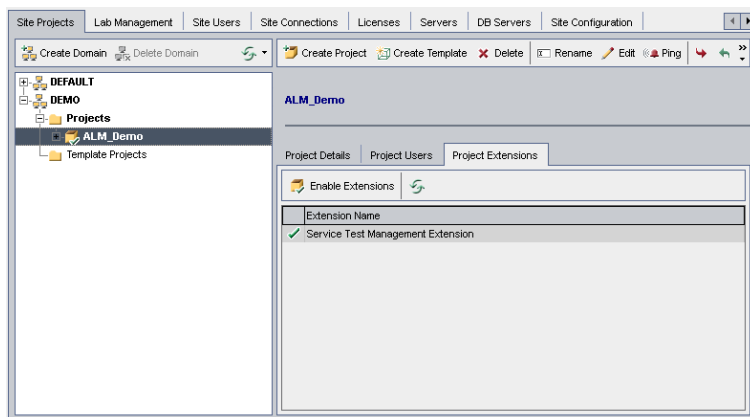 Site Projects Lab Management Site Users Site Connections Licenses Servers DB Servers Site Configuration
Create Domain Delete Domain Create Project Create Template Delete Rename Edit Ping
DEFAULT
DEMO
Projects
ALM_Demo
Template Projects
ALM_Demo
Project Details Project Users Project Extensions
Enable Extensions
Extension Name
Service Test Management Extension